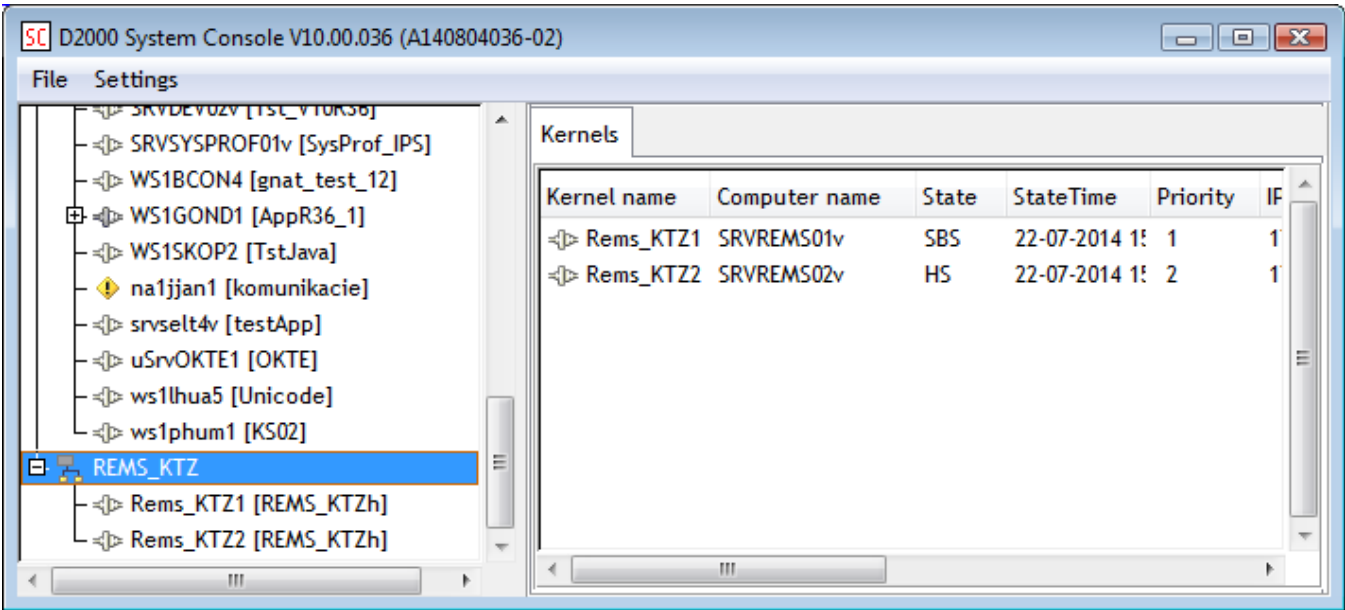 SC D2000 System Console V10.00.036 (A140804036-02)
File Settings
SRVDEV02v [Tst_V10R36]
SRVSYSPROF01v [SysProf_IPS]
WS1BCON4 [gnat_test_12]
WS1GOND1 [AppR36_1]
WS1SKOP2 [TstJava]
na1jjan1 [komunikacie]
srvselt4v [testApp]
uSrvOKTE1 [OKTE]
ws1lhua5 [Unicode]
ws1phum1 [KS02]
REMS_KTZ
Rems_KTZ1 [REMS_KTZh]
Rems_KTZ2 [REMS_KTZh]
Kernels
Kernel name Computer name State StateTime Priority
Rems_KTZ1 SRVREMS01v SBS 22-07-2014 1 
Rems_KTZ2 SRVREMS02v HS 22-07-2014 2